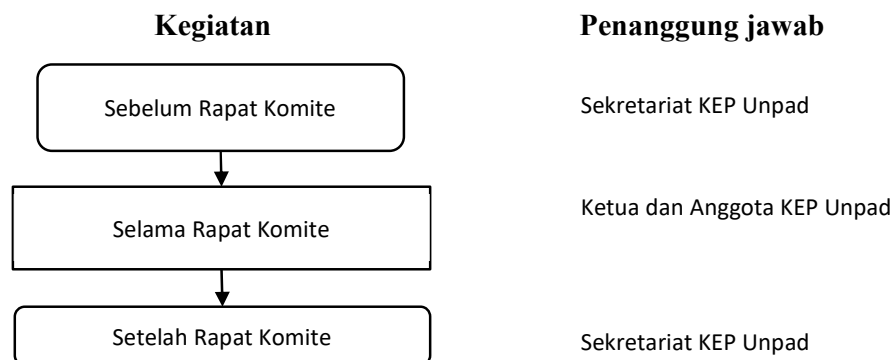 Kegiatan Penanggung jawab
Sebelum Rapat Komite Sekretariat KEP Unpad
Selama Rapat Komite Ketua dan Anggota KEP Unpad
Setelah Rapat Komite Sekretariat KEP Unpad